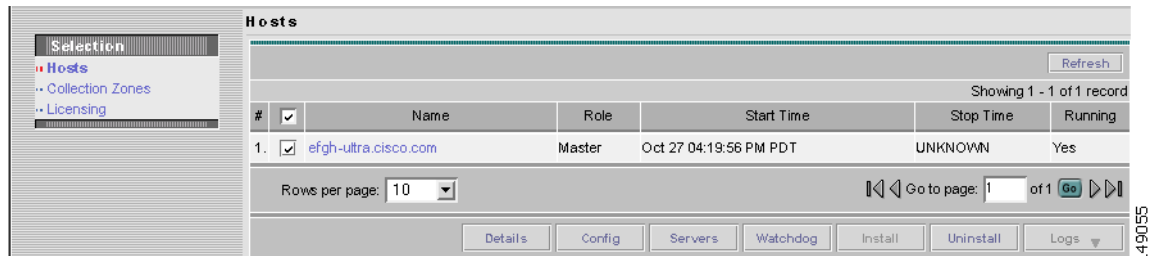 Hosts
Selection
Hosts
Collection Zones
Licensing
Refresh
Showing 1 - 1 of 1 record
# Name Role Start Time Stop Time Running
1. efgh-ultra.cisco.com Master Oct 27 04:19:56 PM PDT UNKNOWN Yes
Rows per page: 10 Go to page: 1 of 1 Go
Details Config Servers Watchdog Install Uninstall Logs
149055